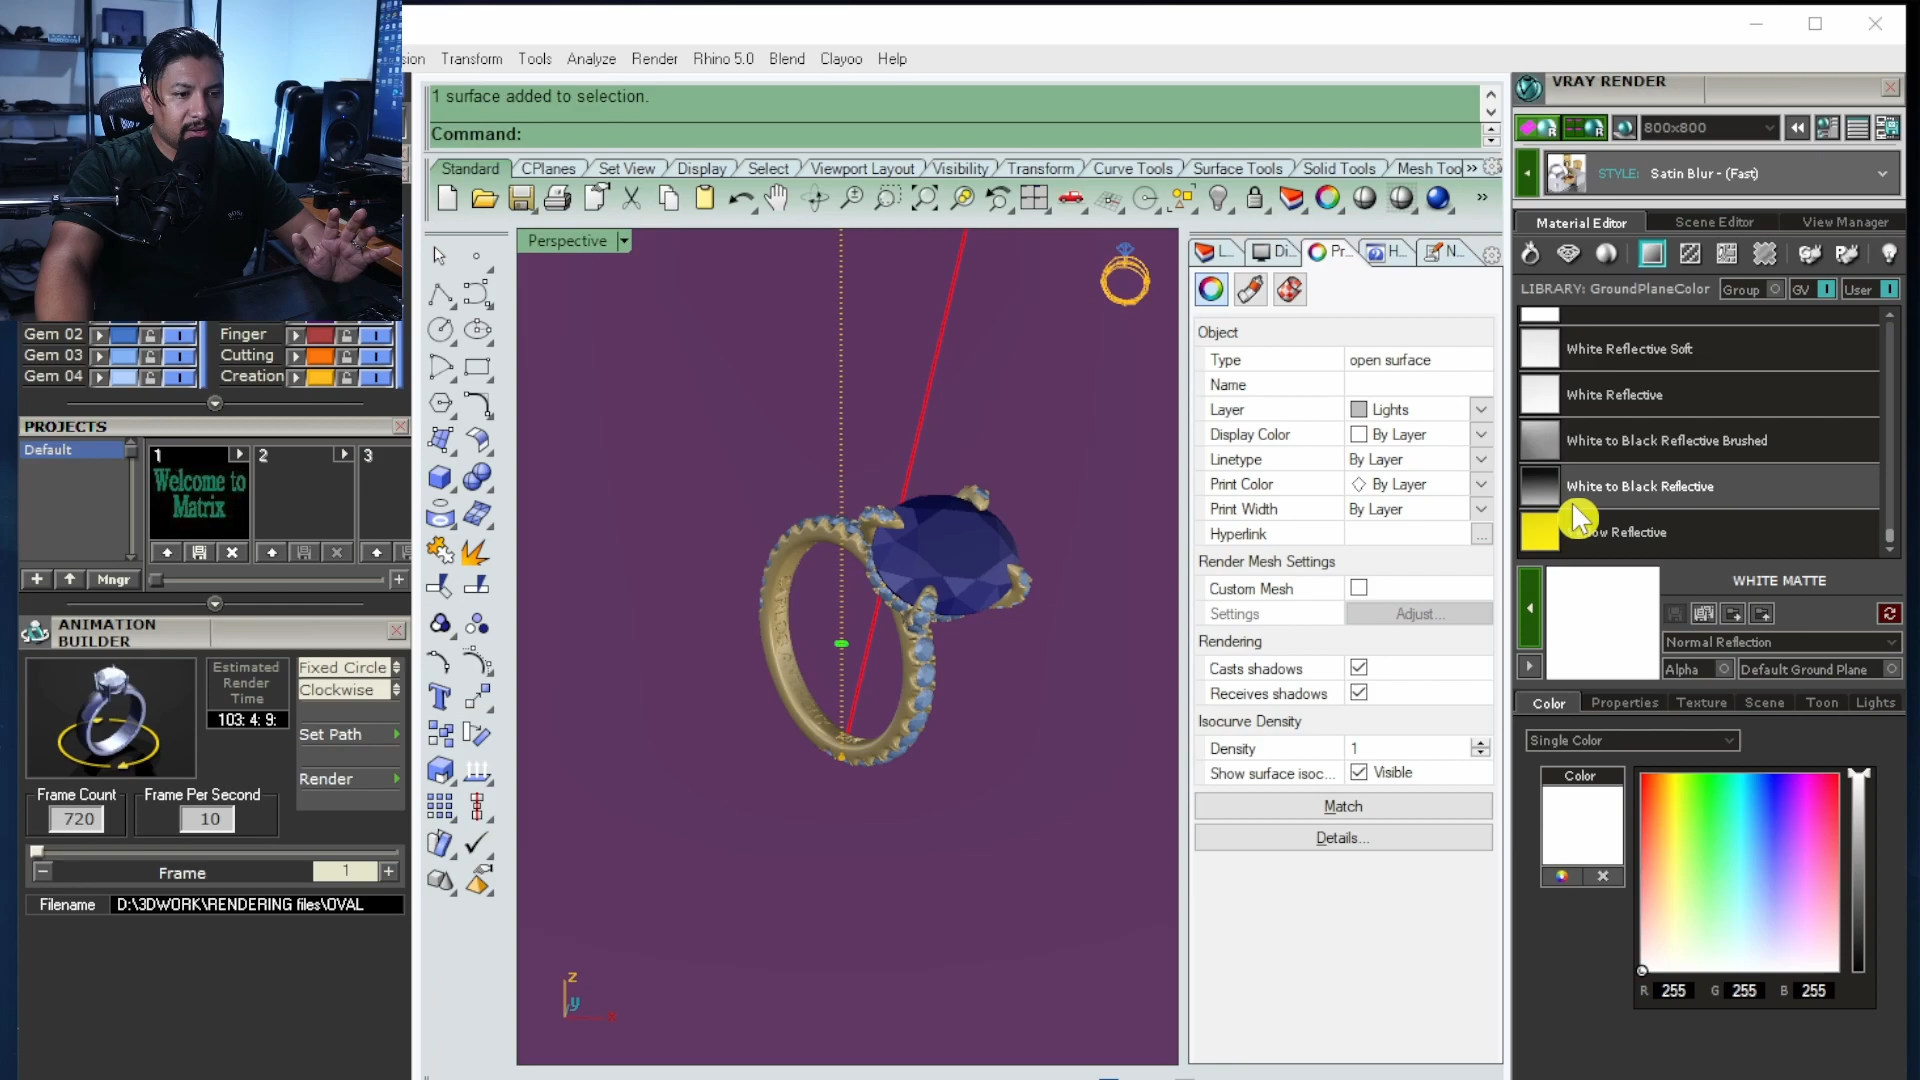 sion Transform Tools Analyze Render Rhino 5.0 Blend Clayoo Help
1 surface added to selection.
Command:
Standard CPlanes Set View Display Select Viewport Layout Visibility Transform Curve Tools Surface Tools Solid Tools Mesh Too
Perspective
L... Di... Pr... H... N...
Gem 02 Finger
Gem 03 Cutting
Gem 04 Creation
PROJECTS
Default
1 2 3
Welcome to
Matrix
Mngr
ANIMATION
BUILDER
Estimated
Render
Time
103: 4: 9:
Fixed Circle
Clockwise
Set Path
Render
Frame Count
720
Frame Per Second
10
Frame 1
Filename D:\3DWORK\RENDERING files\OVAL
z
y
x
Object
Type open surface
Name
Layer Lights
Display Color By Layer
Linetype By Layer
Print Color By Layer
Print Width By Layer
Hyperlink ...
Render Mesh Settings
Custom Mesh
Settings Adjust...
Rendering
Casts shadows
Receives shadows
Isocurve Density
Density 1
Show surface isoc... Visible
Match
Details...
VRAY RENDER
800x800
STYLE: Satin Blur - (Fast)
Material Editor Scene Editor View Manager
LIBRARY: GroundPlaneColor Group GV User
White Reflective Soft
White Reflective
White to Black Reflective Brushed
White to Black Reflective
ow Reflective
WHITE MATTE
Normal Reflection
Alpha Default Ground Plane
Color Properties Texture Scene Toon Lights
Single Color
Color
R 255 G 255 B 255